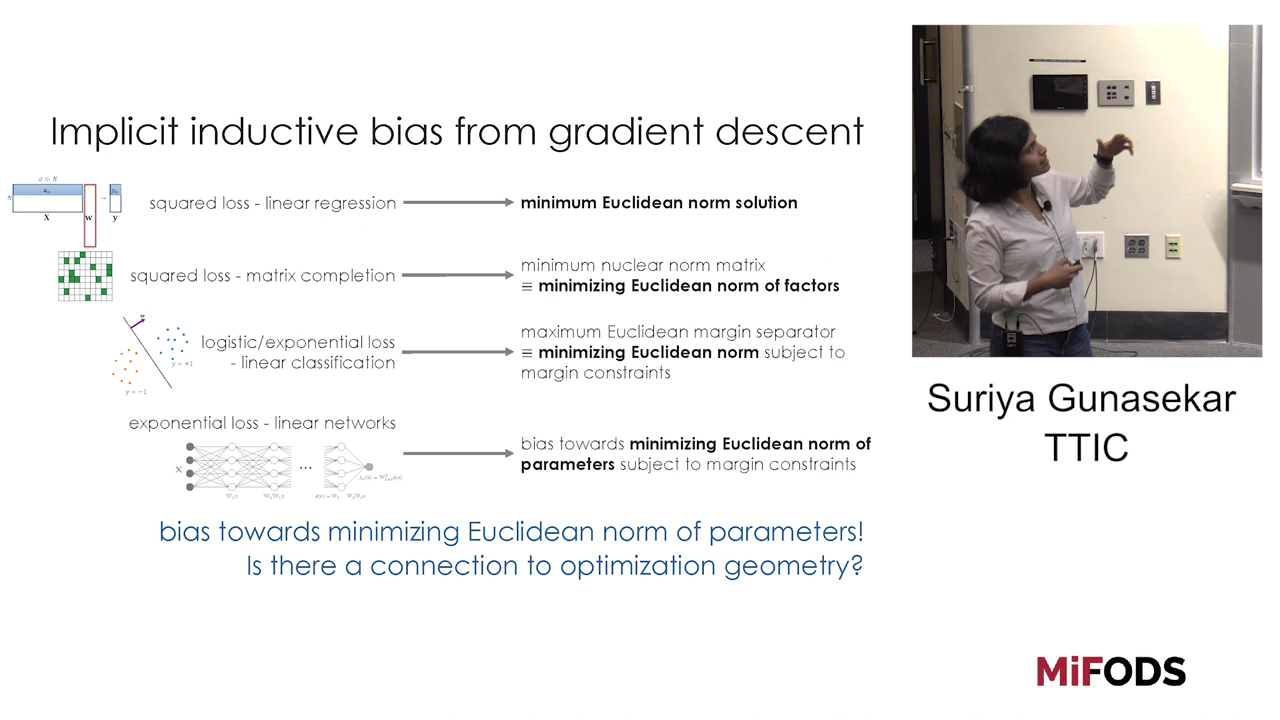 Implicit inductive bias from gradient descent
d ≫ N
N
X
w
y
squared loss - linear regression
minimum Euclidean norm solution
squared loss - matrix completion
minimum nuclear norm matrix
≡ minimizing Euclidean norm of factors
w
y = +1
y = −1
logistic/exponential loss
- linear classification
maximum Euclidean margin separator
≡ minimizing Euclidean norm subject to
margin constraints
exponential loss - linear networks
X
...
bias towards minimizing Euclidean norm of
parameters subject to margin constraints
bias towards minimizing Euclidean norm of parameters!
Is there a connection to optimization geometry?
Suriya Gunasekar
TTIC
MiFODS